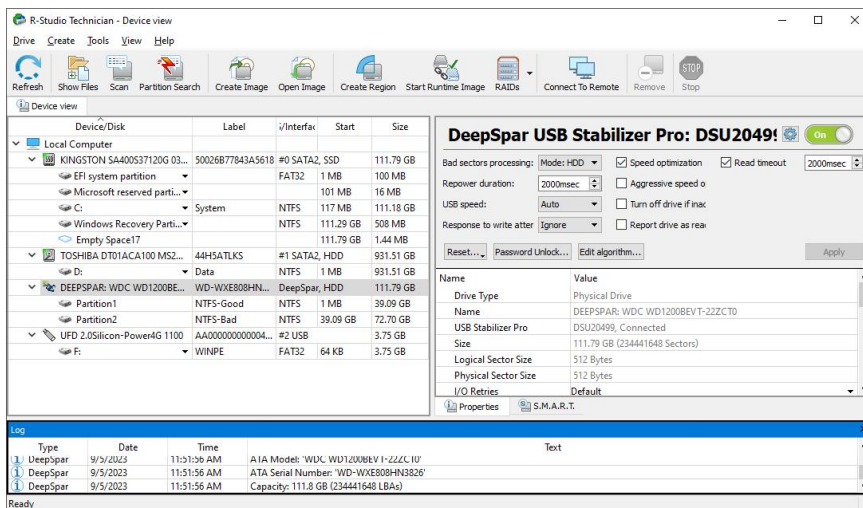 R-Studio Technician - Device view
Drive Create Tools View Help
Refresh Show Files Scan Partition Search Create Image Open Image Create Region Start Runtime Image RAIDs Connect To Remote Remove Stop
STOP
Device view
Device/Disk Label /Interfac Start Size
Local Computer
KINGSTON SA400S37120G 03... 50026B77843A5618 #0 SATA2, SSD 111.79 GB
EFI system partition FAT32 1 MB 100 MB
Microsoft reserved parti... 101 MB 16 MB
C: System NTFS 117 MB 111.18 GB
Windows Recovery Parti... NTFS 111.29 GB 508 MB
Empty Space17 111.79 GB 1.44 MB
TOSHIBA DT01ACA100 MS2... 44H5ATLKS #1 SATA2, HDD 931.51 GB
D: Data NTFS 1 MB 931.51 GB
DEEPSPAR: WDC WD1200BE... WD-WXE808HN... DeepSpar, HDD 111.79 GB
Partition1 NTFS-Good NTFS 1 MB 39.09 GB
Partition2 NTFS-Bad NTFS 39.09 GB 72.70 GB
UFD 2.0Silicon-Power4G 1100 AA000000000004... #2 USB 3.75 GB
F: WINPE FAT32 64 KB 3.75 GB
DeepSpar USB Stabilizer Pro: DSU20499 On
Bad sectors processing: Mode: HDD Speed optimization Read timeout 2000msec
Repower duration: 2000msec Aggressive speed o
USB speed: Auto Turn off drive if inac
Response to write atter Ignore Report drive as rea
Reset... Password Unlock... Edit algorithm... Apply
Name Value
Drive Type Physical Drive
Name DEEPSPAR: WDC WD1200BEVT-22ZCT0
USB Stabilizer Pro DSU20499, Connected
Size 111.79 GB (234441648 Sectors)
Logical Sector Size 512 Bytes
Physical Sector Size 512 Bytes
I/O Retries Default
Properties S.M.A.R.T.
Log
Type Date Time Text
DeepSpar 9/5/2023 11:51:56 AM ATA Model: 'WDC WD1200BEVT-22ZCT0'
DeepSpar 9/5/2023 11:51:56 AM ATA Serial Number: 'WD-WXE808HN3826'
DeepSpar 9/5/2023 11:51:56 AM Capacity: 111.8 GB (234441648 LBAs)
Ready